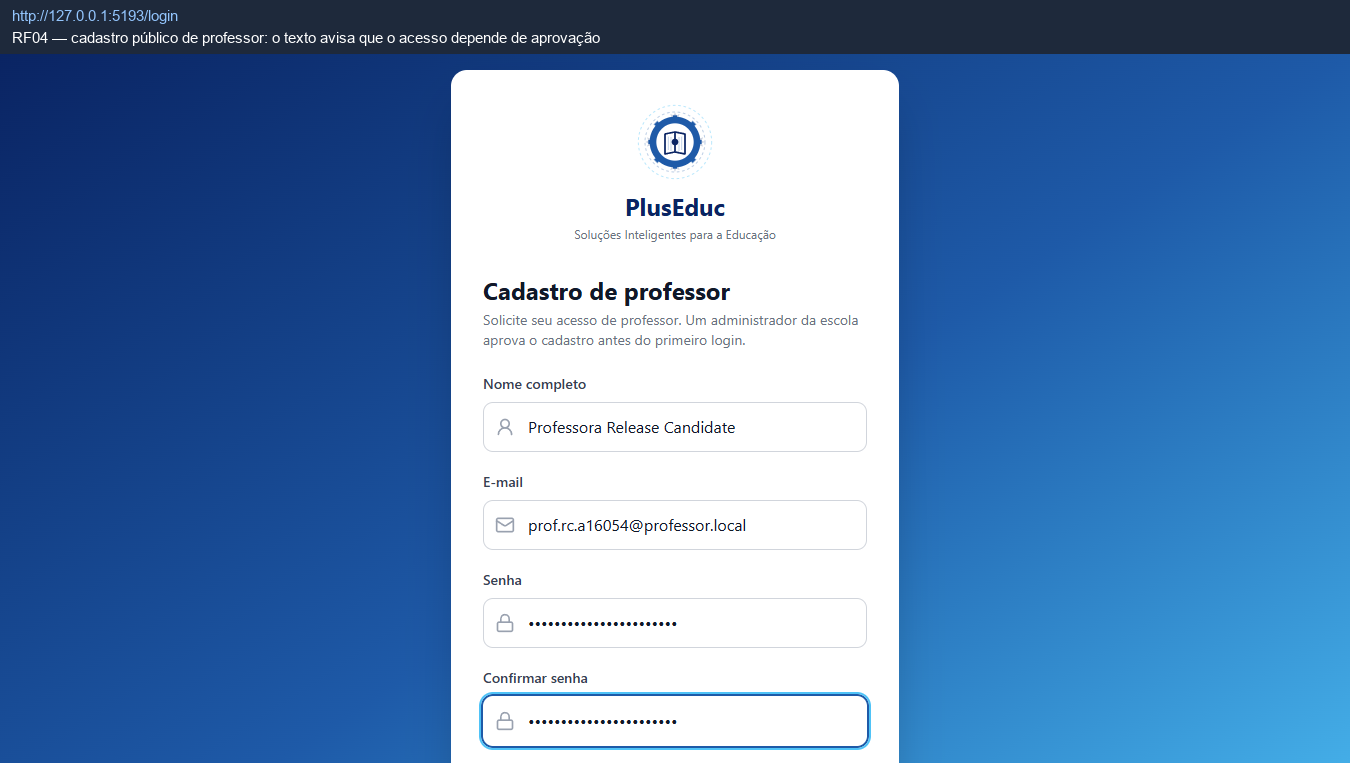 http://127.0.0.1:5193/login
RF04 — cadastro público de professor: o texto avisa que o acesso depende de aprovação
PlusEduc
Soluções Inteligentes para a Educação
Cadastro de professor
Solicite seu acesso de professor. Um administrador da escola
aprova o cadastro antes do primeiro login.
Nome completo
Professora Release Candidate
E-mail
prof.rc.a16054@professor.local
Senha
•••••••••••••••••••••••
Confirmar senha
•••••••••••••••••••••••